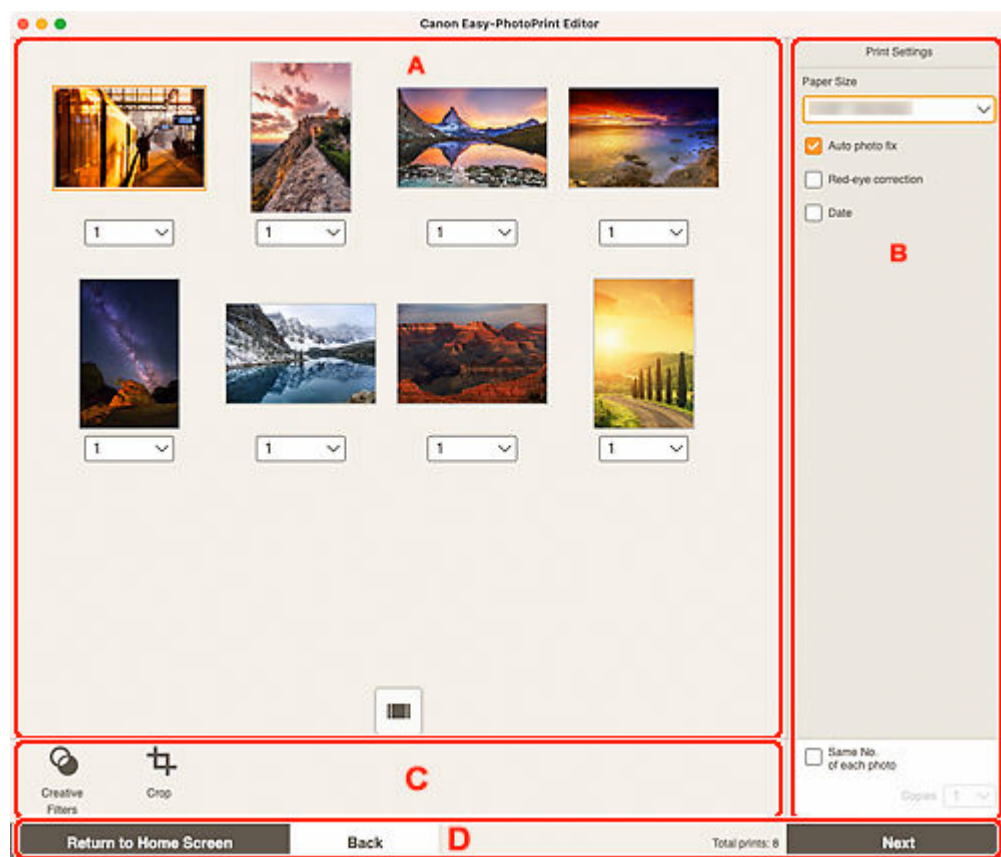 Canon Easy-PhotoPrint Editor
A
1
1
1
1
1
1
1
1
Print Settings
Paper Size
Auto photo fix
Red-eye correction
Date
B
Same No.
of each photo
Copies 1
Creative
Filters
Crop
C
Return to Home Screen
Back
D
Total prints: 8
Next